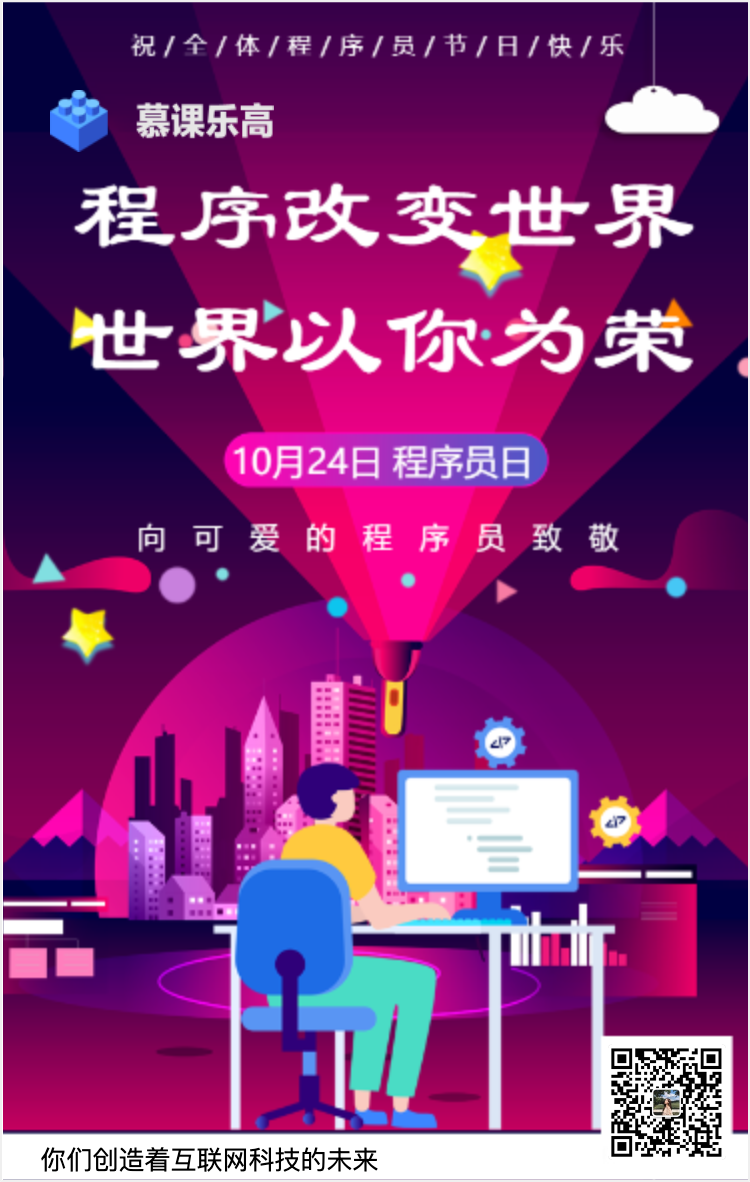 祝/全/体/程/序/员/节/日/快/乐
慕课乐高
程序改变世界
世界以你为荣
10月24日 程序员日
向可爱的程序员致敬
你们创造着互联网科技的未来